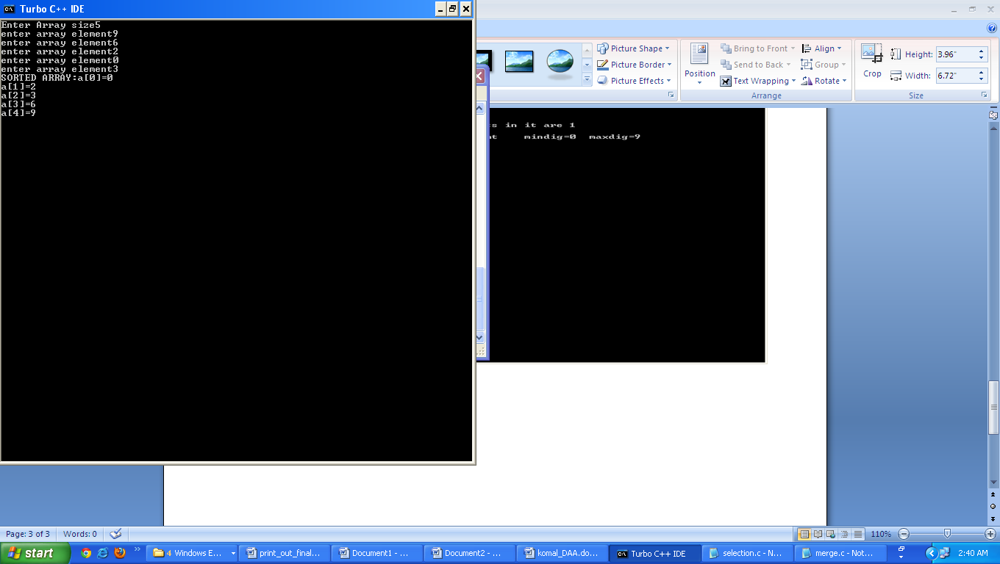 Turbo C++ IDE
Enter Array size5
enter array element9
enter array element6
enter array element2
enter array element0
enter array element3
SORTED ARRAY:a[0]=0
a[1]=2
a[2]=3
a[3]=6
a[4]=9
Picture Shape
Picture Border
Picture Effects
Position
Bring to Front
Send to Back
Text Wrapping
Align
Group
Rotate
Arrange
Crop
Height: 3.96"
Width: 6.72"
Size
in it are 1
mindig=0 maxdig=9
Page: 3 of 3 Words: 0 110%
start 4 Windows E... print_out_final... Document1 - ... Document2 - ... komal_DAA.do... Turbo C++ IDE selection.c - N... merge.c - Not... 2:40 AM